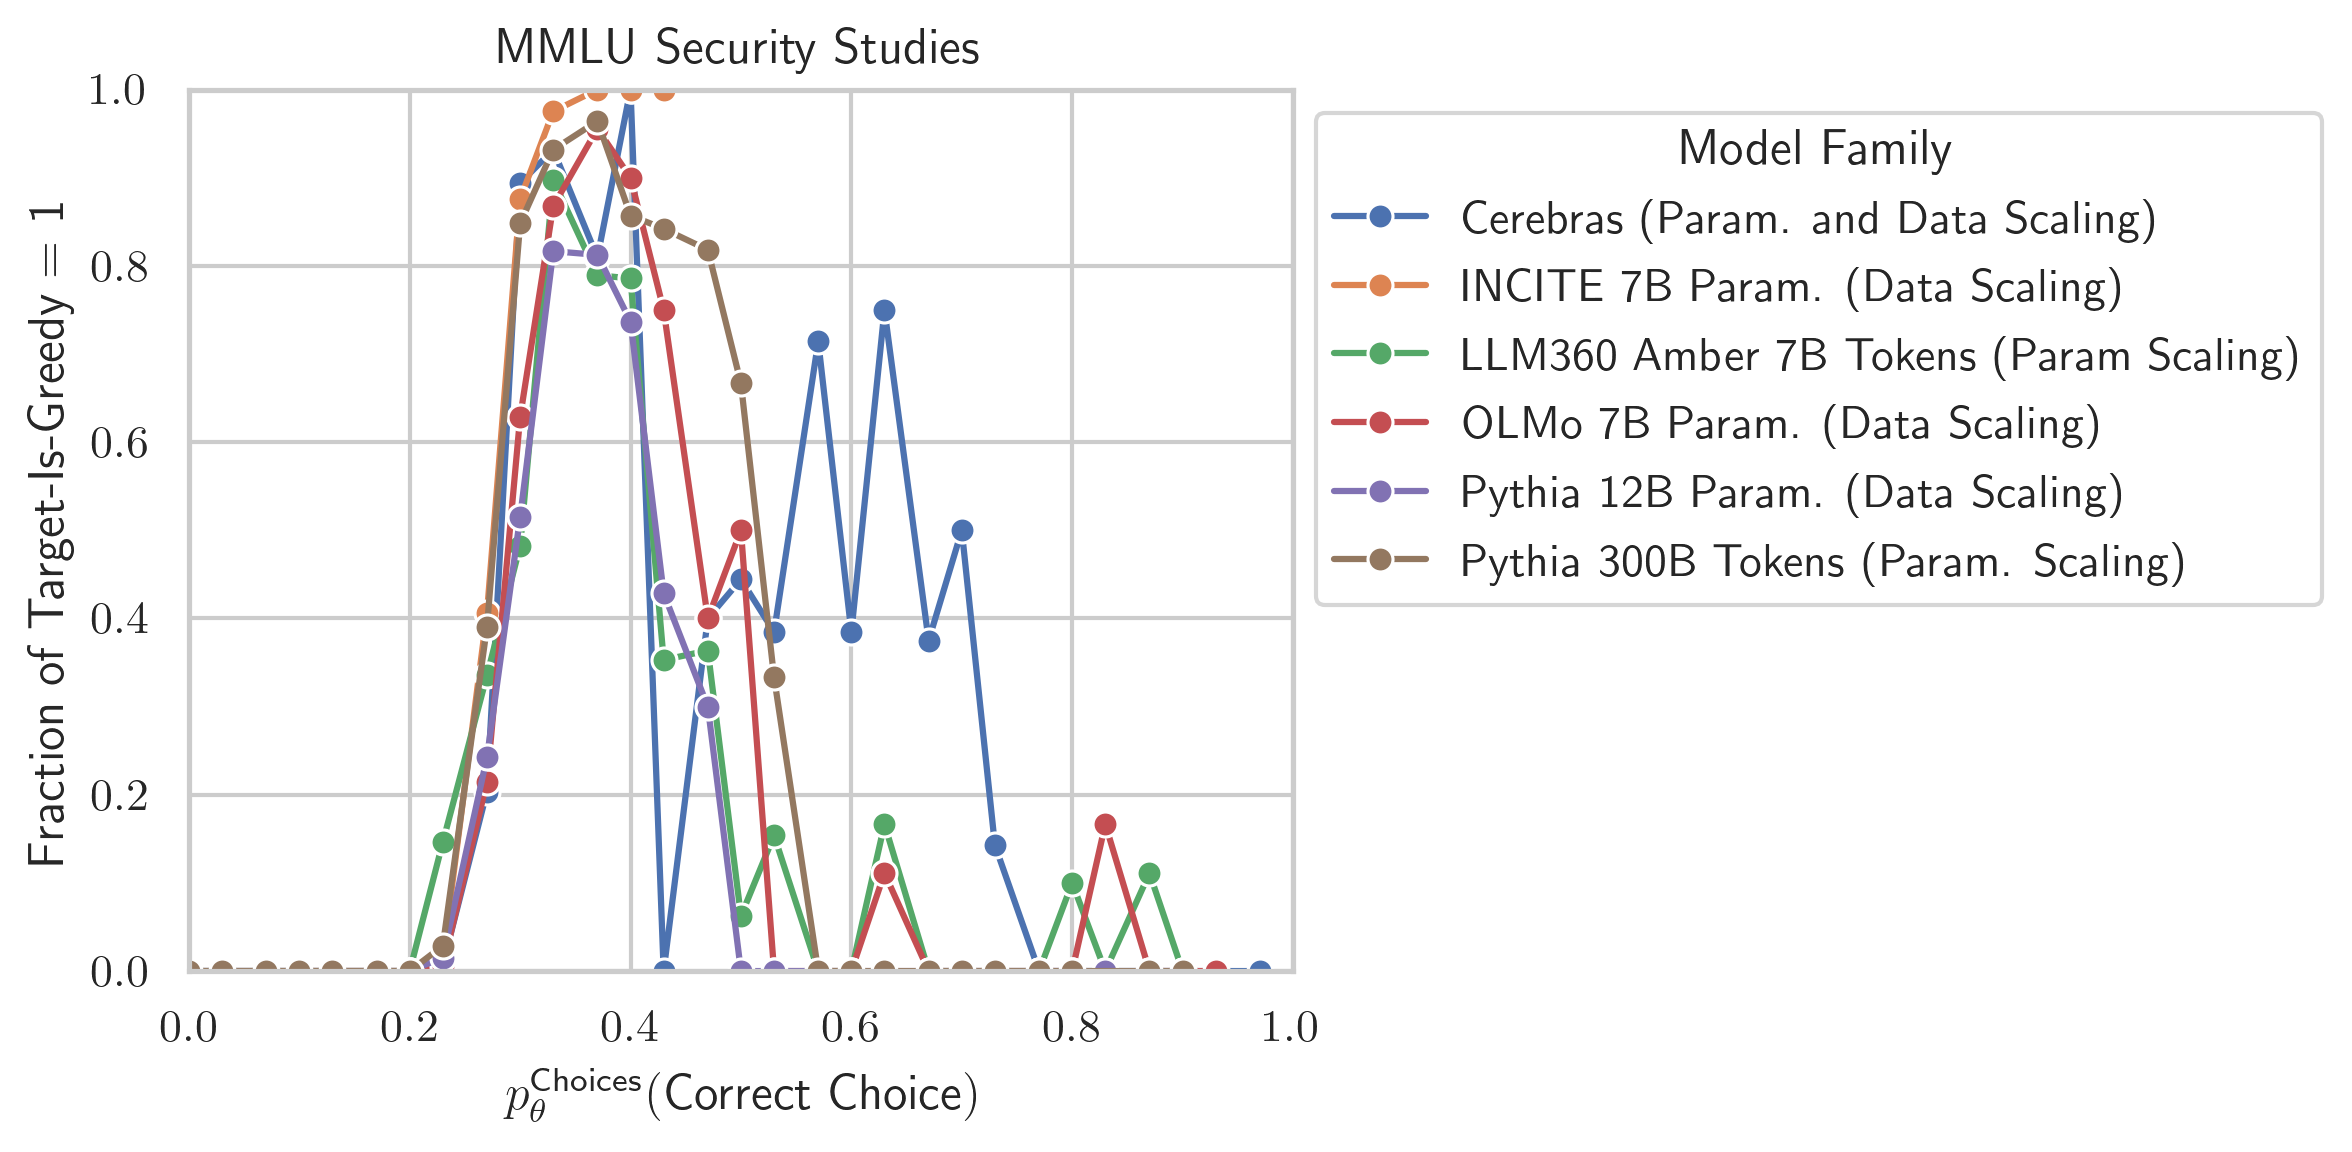 MMLU Security Studies
Fraction of Target-Is-Greedy = 1
1.0
0.8
0.6
0.4
0.2
0.0
0.0 0.2 0.4 0.6 0.8 1.0
p_θ^Choices(Correct Choice)
Model Family
Cerebras (Param. and Data Scaling)
INCITE 7B Param. (Data Scaling)
LLM360 Amber 7B Tokens (Param Scaling)
OLMo 7B Param. (Data Scaling)
Pythia 12B Param. (Data Scaling)
Pythia 300B Tokens (Param. Scaling)